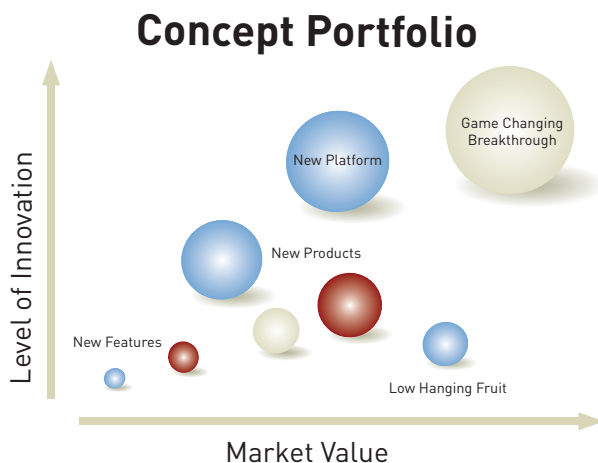 Concept Portfolio
Game Changing
Breakthrough
New Platform
New Products
New Features
Low Hanging Fruit
Level of Innovation
Market Value